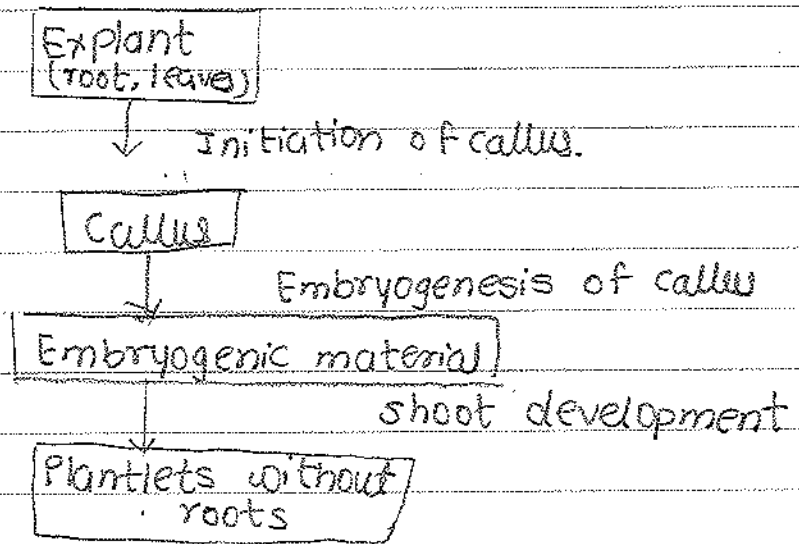 Explant
(root, leaves)
Initiation of callus.
Callus
Embryogenesis of callus
Embryogenic material
shoot development
Plantlets without
roots